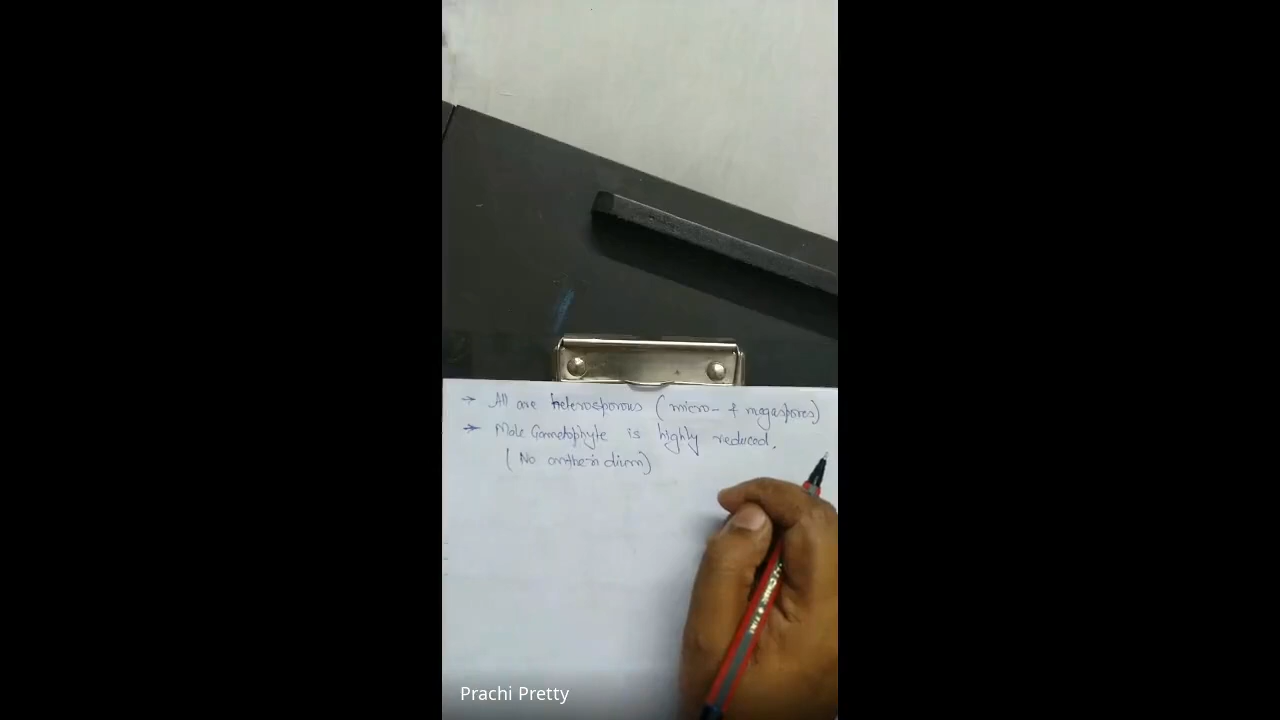 → All are heterosporous (micro- & megaspores)
→ Male Gametophyte is highly reduced.
(No antheridium)
Prachi Pretty